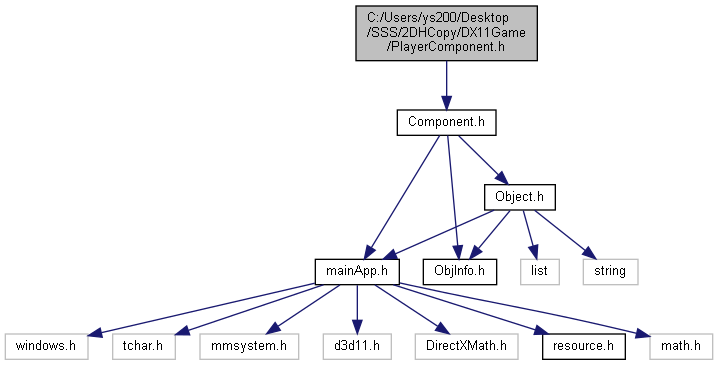 C:/Users/ys200/Desktop
/SSS/2DHCopy/DX11Game
/PlayerComponent.h
Component.h
Object.h
mainApp.h
ObjInfo.h
list
string
windows.h
tchar.h
mmsystem.h
d3d11.h
DirectXMath.h
resource.h
math.h